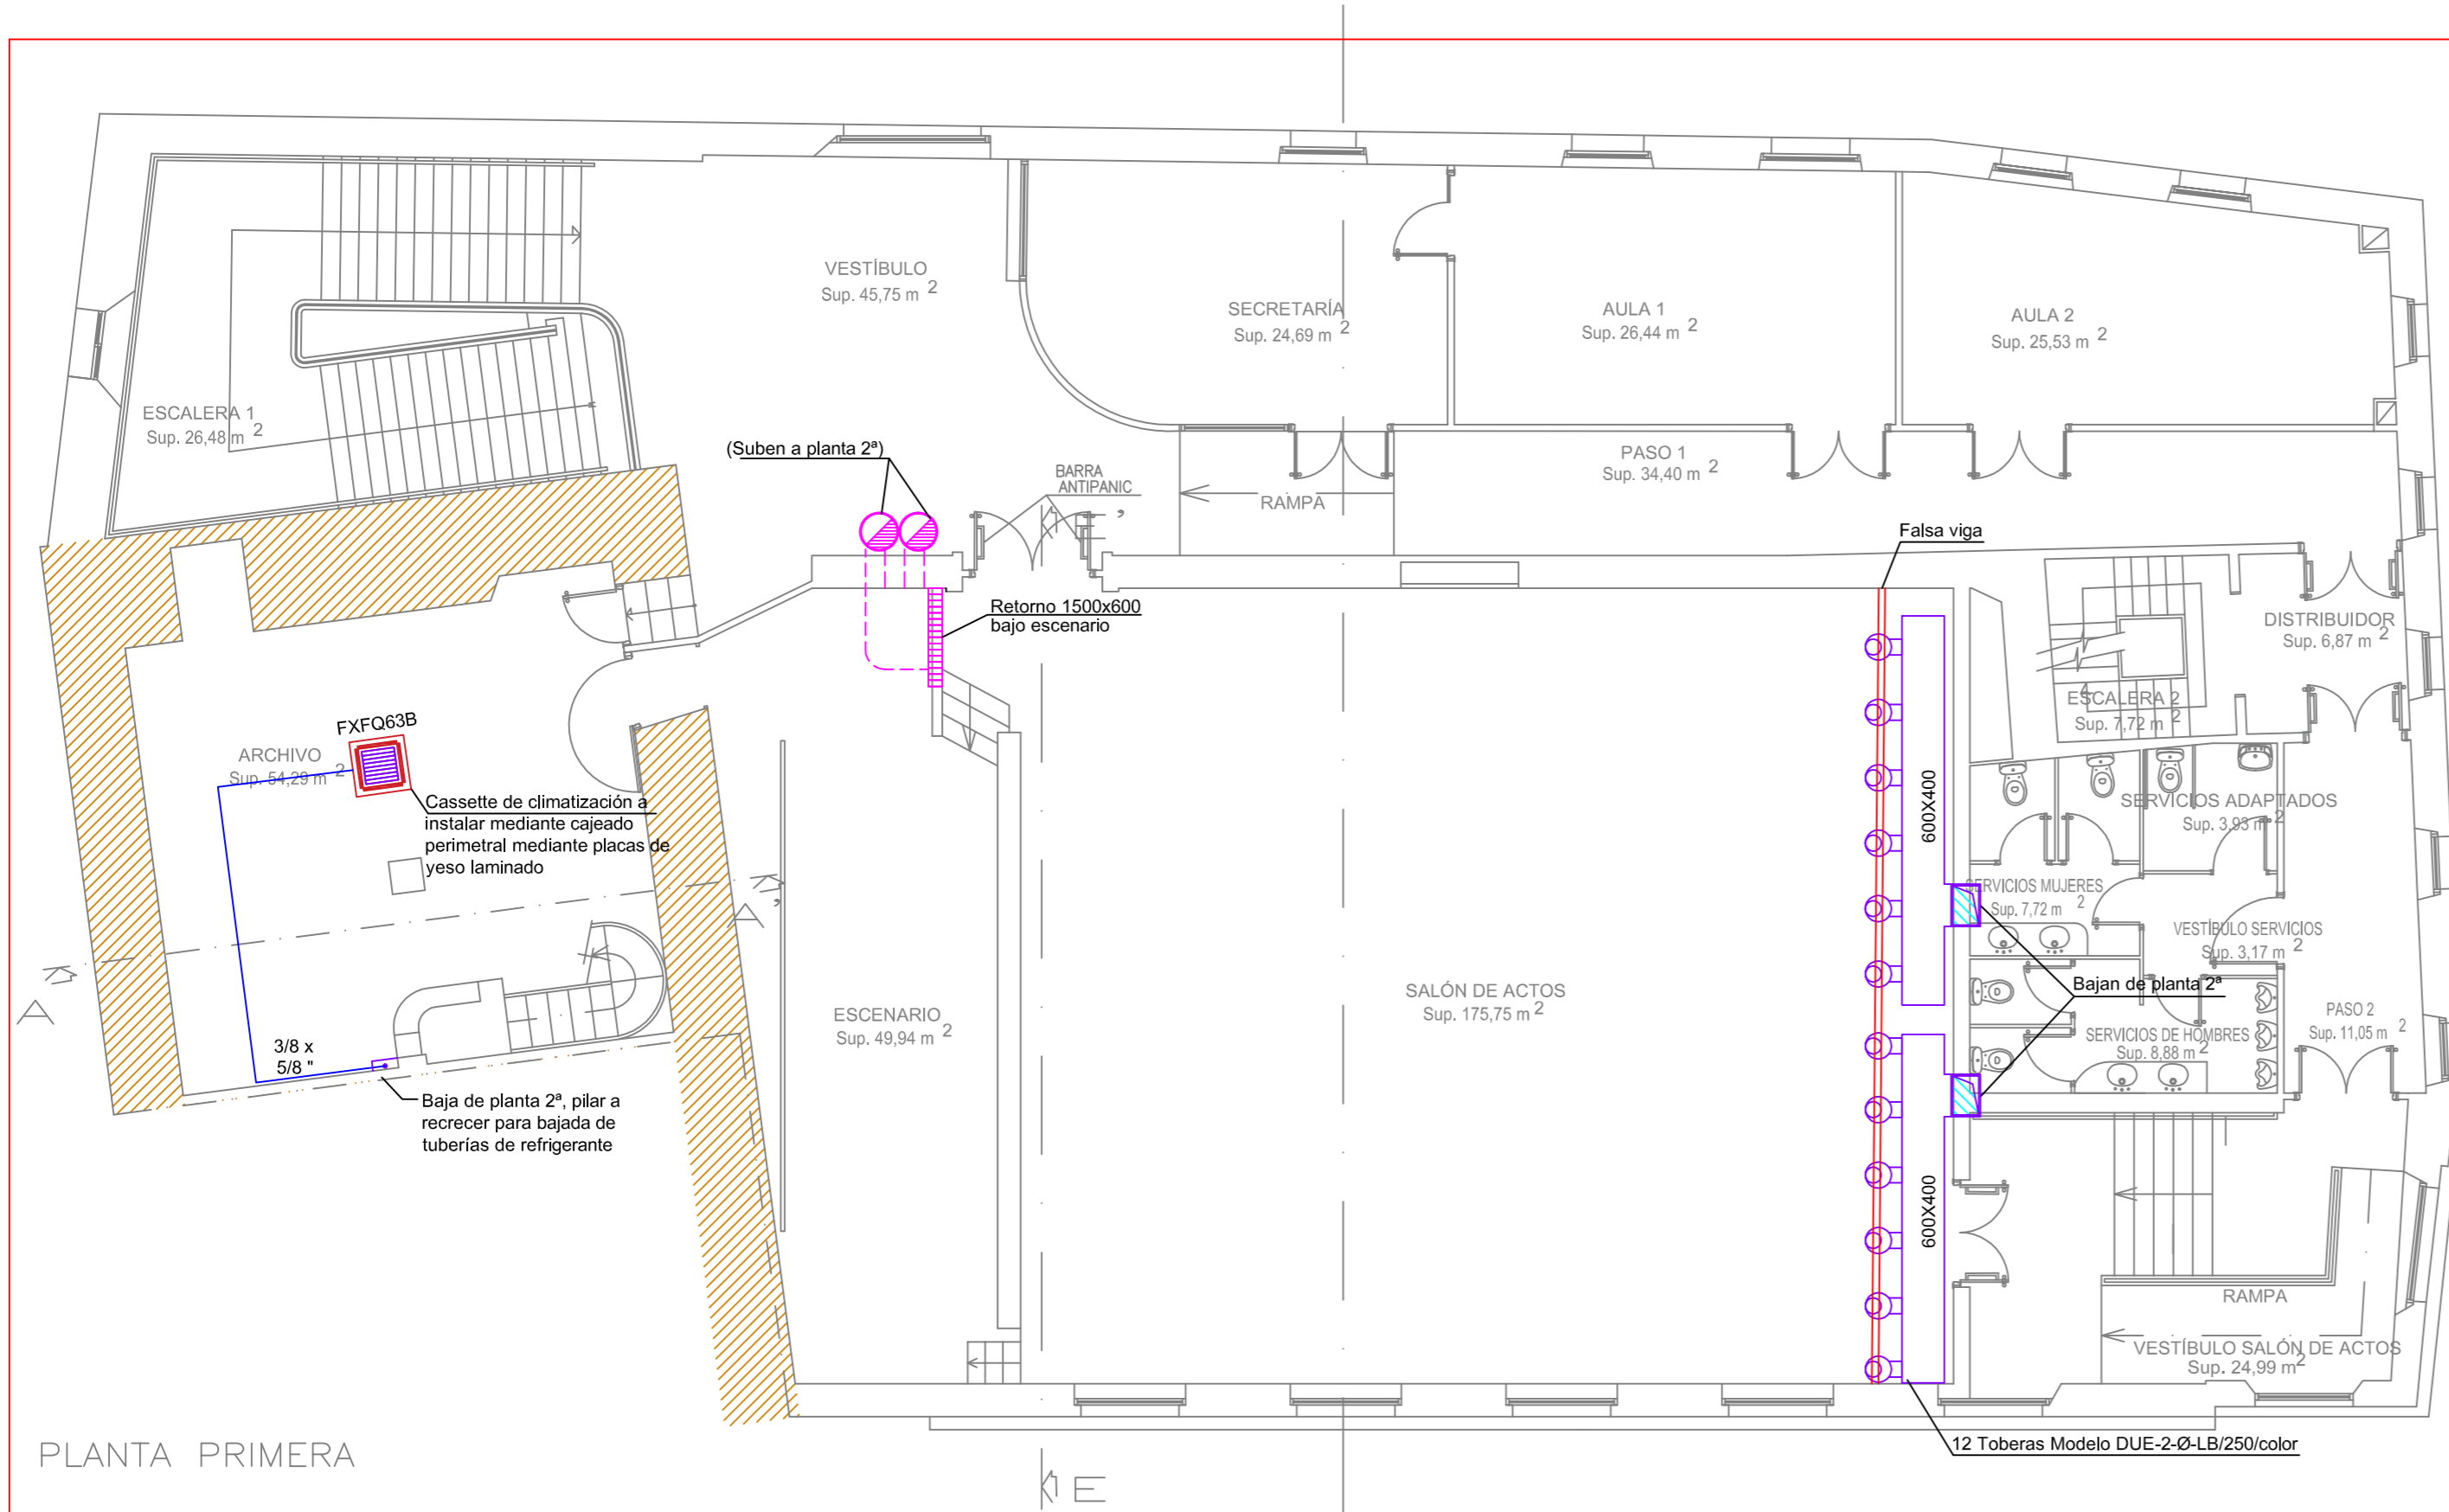 VESTÍBULO
Sup. 45,75 m 2
SECRETARÍA
Sup. 24,69 m 2
AULA 1
Sup. 26,44 m 2
AULA 2
Sup. 25,53 m 2
ESCALERA 1
Sup. 26,48 m 2
(Suben a planta 2ª)
BARRA
ANTIPANIC
RAMPA
PASO 1
Sup. 34,40 m 2
Falsa viga
E'
Retorno 1500x600
bajo escenario
DISTRIBUIDOR
Sup. 6,87 m 2
ESCALERA 2
Sup. 7,72 m 2
FXFQ63B
ARCHIVO
Sup. 54,29 m 2
Cassette de climatización a
instalar mediante cajeado
perimetral mediante placas de
yeso laminado
600X400
SERVICIOS ADAPTADOS
Sup. 3,93 m 2
SERVICIOS MUJERES
Sup. 7,72 m 2
VESTÍBULO SERVICIOS
Sup. 3,17 m 2
A'
A
Bajan de planta 2ª
ESCENARIO
Sup. 49,94 m 2
SALÓN DE ACTOS
Sup. 175,75 m 2
SERVICIOS DE HOMBRES
Sup. 8,88 m 2
PASO 2
Sup. 11,05 m 2
3/8 x
5/8 "
Baja de planta 2ª, pilar a
recrecer para bajada de
tuberías de refrigerante
600X400
RAMPA
VESTÍBULO SALÓN DE ACTOS
Sup. 24,99 m 2
12 Toberas Modelo DUE-2-Ø-LB/250/color
PLANTA PRIMERA
E